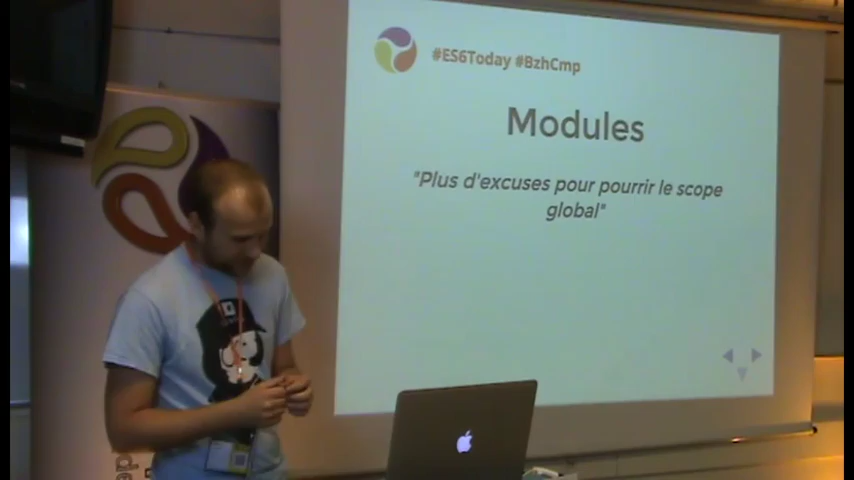 #ES6Today #BzhCmp
Modules
"Plus d'excuses pour pourrir le scope
global"